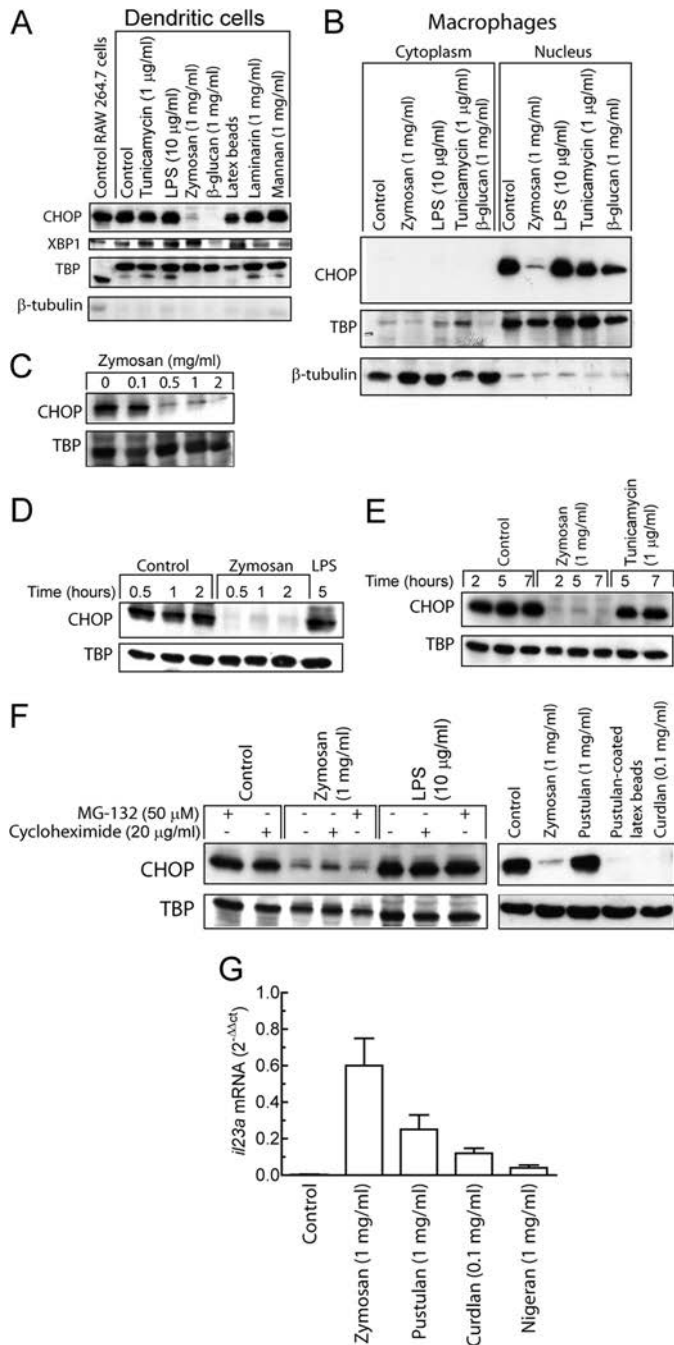 A
Dendritic cells
Control RAW 264.7 cells
Control
Tunicamycin (1 μg/ml)
LPS (10 μg/ml)
Zymosan (1 mg/ml)
β-glucan (1 mg/ml)
Latex beads
Laminarin (1 mg/ml)
Mannan (1 mg/ml)
CHOP
XBP1
TBP
β-tubulin
B
Macrophages
Cytoplasm Nucleus
Control
Zymosan (1 mg/ml)
LPS (10 μg/ml)
Tunicamycin (1 μg/ml)
β-glucan (1 mg/ml)
Control
Zymosan (1 mg/ml)
LPS (10 μg/ml)
Tunicamycin (1 μg/ml)
β-glucan (1 mg/ml)
CHOP
TBP
β-tubulin
C
Zymosan (mg/ml)
0 0.1 0.5 1 2
CHOP
TBP
D
Control Zymosan LPS
Time (hours) 0.5 1 2 0.5 1 2 5
CHOP
TBP
E
Control
Zymosan
(1 mg/ml)
Tunicamycin
(1 μg/ml)
Time (hours) 2 5 7 2 5 7 5 7
CHOP
TBP
F
Control
Zymosan
(1 mg/ml)
LPS
(10 μg/ml)
MG-132 (50 μM) + - - - + - - +
Cycloheximide (20 μg/ml) - + - + - - + -
CHOP
TBP
Control
Zymosan (1 mg/ml)
Pustulan (1 mg/ml)
Pustulan-coated
latex beads
Curdlan (0.1 mg/ml)
G
il23a mRNA (2-ΔΔct)
1.0
0.8
0.6
0.4
0.2
0.0
Control
Zymosan (1 mg/ml)
Pustulan (1 mg/ml)
Curdlan (0.1 mg/ml)
Nigeran (1 mg/ml)